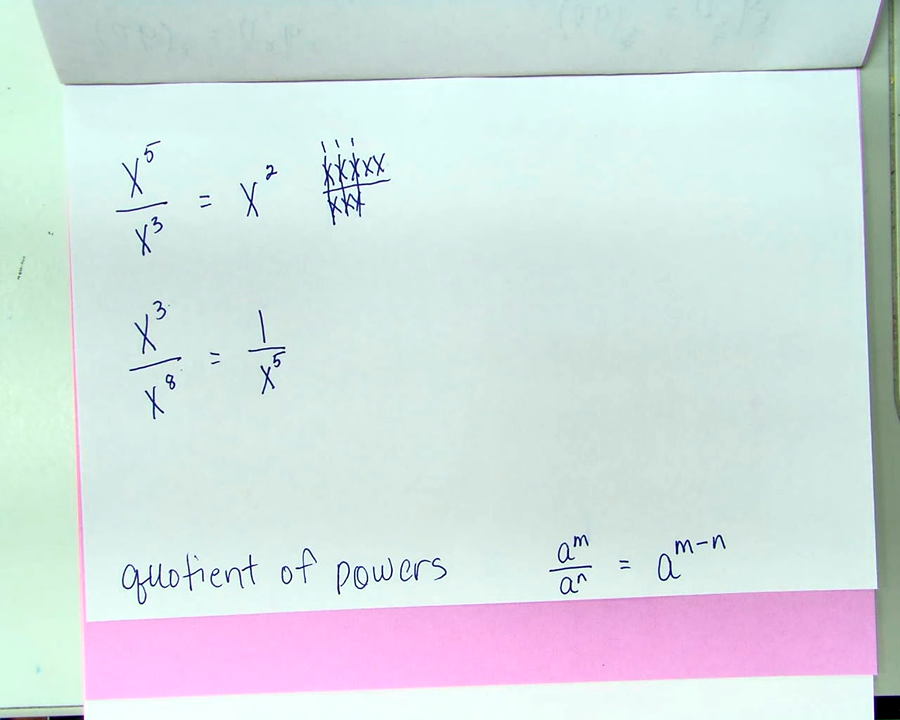 x^5/x^3 = x^2 xxxxx/xxx
x^3/x^8 = 1/x^5
quotient of powers a^m/a^n = a^{m-n}